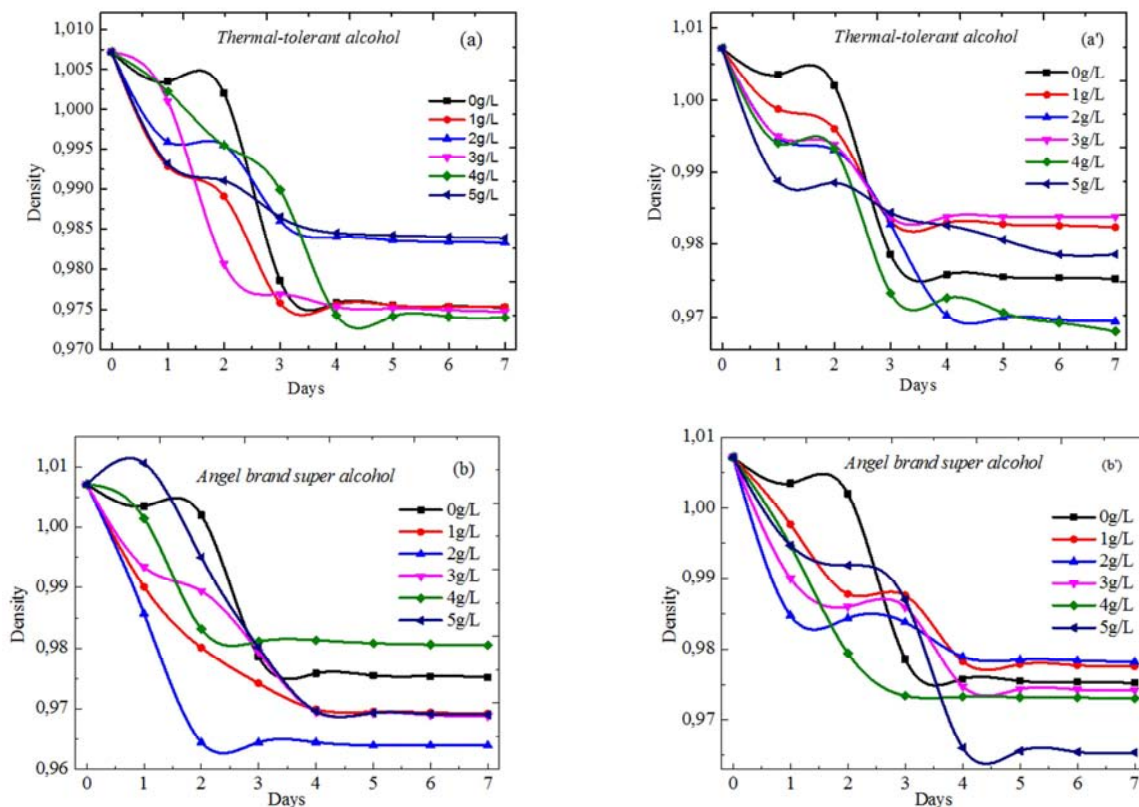 Thermal-tolerant alcohol
(a)
1,010
1,005
1,000
0,995
0,990
0,985
0,980
0,975
0,970
Density
0g/L
1g/L
2g/L
3g/L
4g/L
5g/L
0 1 2 3 4 5 6 7
Days
Thermal-tolerant alcohol
(a')
1,01
1,00
0,99
0,98
0,97
Density
0g/L
1g/L
2g/L
3g/L
4g/L
5g/L
0 1 2 3 4 5 6 7
Days
Angel brand super alcohol
(b)
1,01
1,00
0,99
0,98
0,97
0,96
Density
0g/L
1g/L
2g/L
3g/L
4g/L
5g/L
0 1 2 3 4 5 6 7
Days
Angel brand super alcohol
(b')
1,01
1,00
0,99
0,98
0,97
Density
0g/L
1g/L
2g/L
3g/L
4g/L
5g/L
0 1 2 3 4 5 6 7
Days